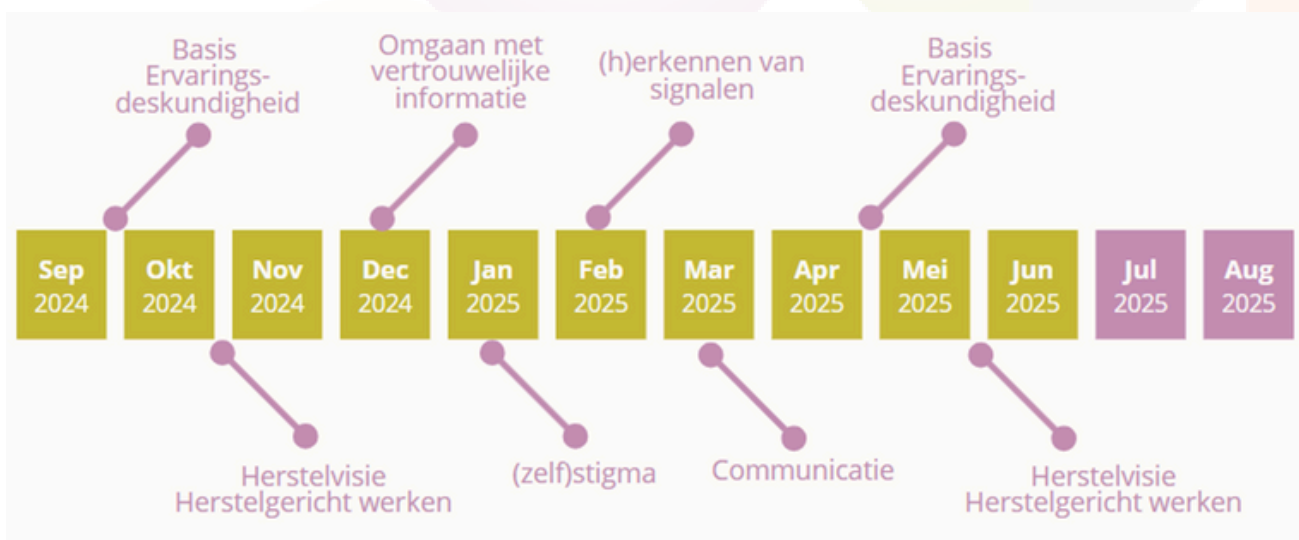 Basis
Ervarings-
deskundigheid
Omgaan met
vertrouwelijke
informatie
(h)erkennen van
signalen
Basis
Ervarings-
deskundigheid
Sep
2024
Okt
2024
Nov
2024
Dec
2024
Jan
2025
Feb
2025
Mar
2025
Apr
2025
Mei
2025
Jun
2025
Jul
2025
Aug
2025
Herstelvisie
Herstelgericht werken
(zelf)stigma
Communicatie
Herstelvisie
Herstelgericht werken